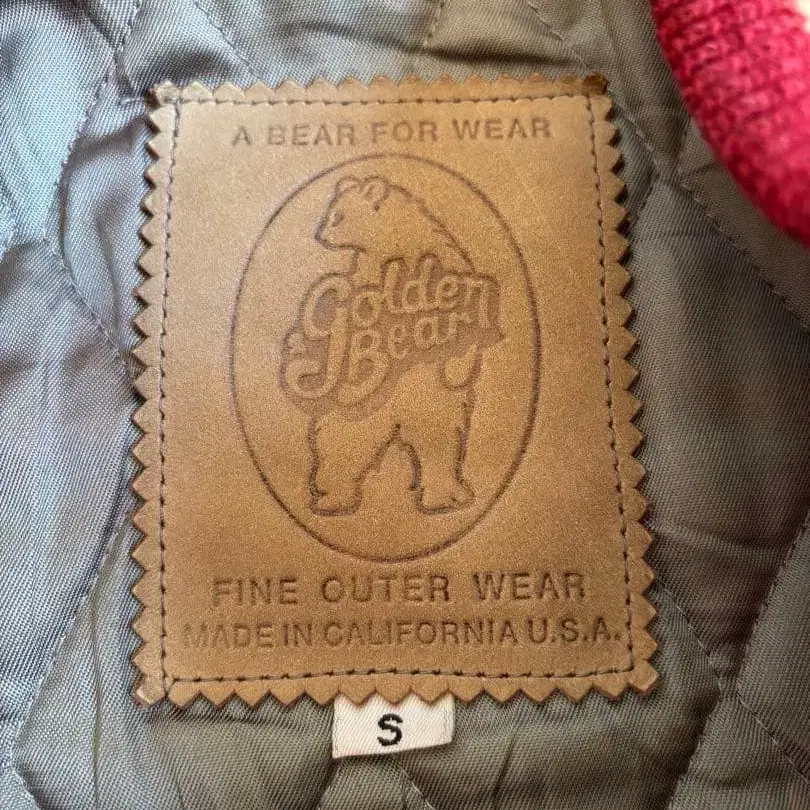 A BEAR FOR WEAR
Golden
Bear
FINE OUTER WEAR
MADE IN CALIFORNIA U.S.A.
S